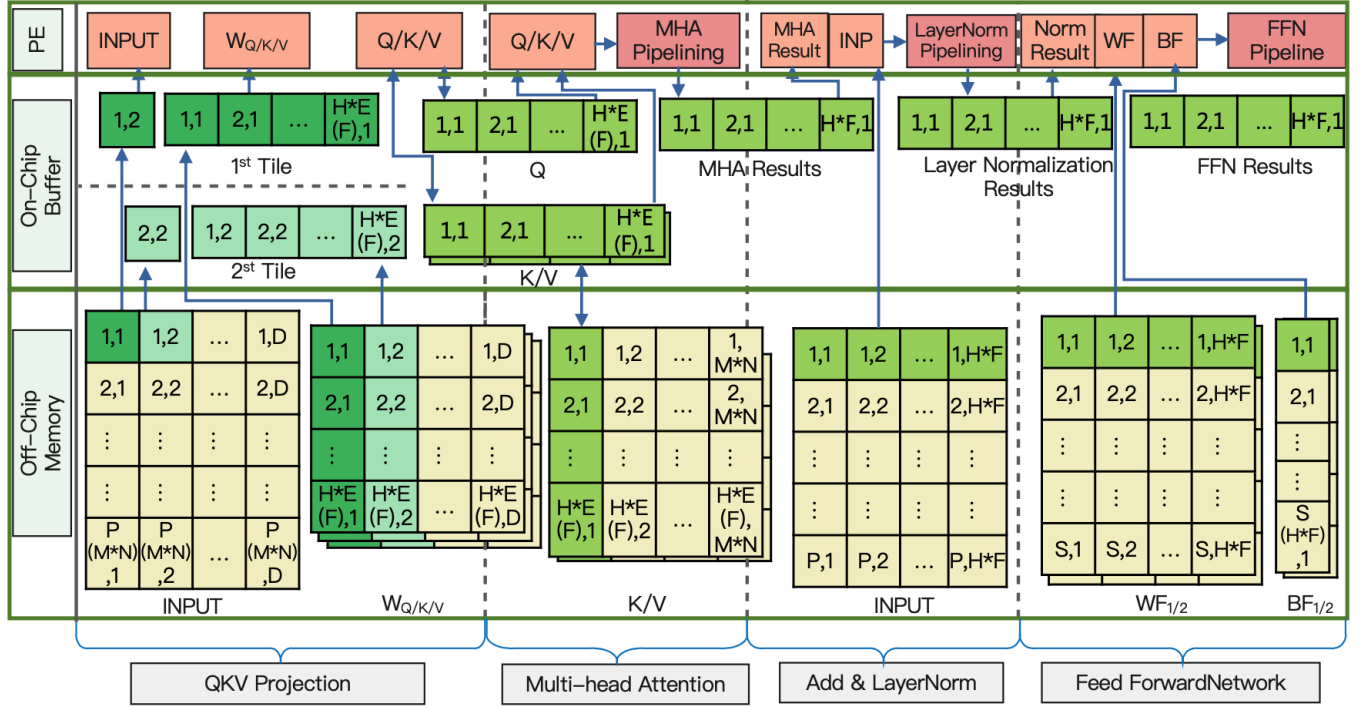 PE
INPUT
W_Q/K/V
Q/K/V
Q/K/V
MHA
Pipelining
MHA
Result
INP
LayerNorm
Pipelining
Norm
Result
WF
BF
FFN
Pipeline
On-Chip
Buffer
1,2
1,1 2,1 ... H*E
(F),1
1st Tile
1,1 2,1 ... H*E
(F),1
Q
1,1 2,1 ... H*F,1
MHA Results
1,1 2,1 ... H*F,1
Layer Normalization
Results
1,1 2,1 ... H*F,1
FFN Results
2,2
1,2 2,2 ... H*E
(F),2
2st Tile
1,1 2,1 ... H*E
(F),1
K/V
Off-Chip
Memory
1,1 1,2 ... 1,D
2,1 2,2 ... 2,D
⋮ ⋮ ⋮ ⋮
⋮ ⋮ ⋮ ⋮
P P P
(M*N) (M*N) ... (M*N)
,1 ,2 ,D
INPUT
1,1 1,2 ... 1,D
2,1 2,2 ... 2,D
⋮ ⋮ ⋮ ⋮
H*E H*E ... H*E
(F),1 (F),2 (F),D
W_Q/K/V
1,1 1,2 ... 1,
M*N
2,1 2,2 ... 2,
M*N
⋮ ⋮ ⋮ ⋮
H*E H*E ... H*E
(F),1 (F),2 (F),
M*N
K/V
1,1 1,2 ... 1,H*F
2,1 2,2 ... 2,H*F
⋮ ⋮ ⋮ ⋮
⋮ ⋮ ⋮ ⋮
P,1 P,2 ... P,H*F
INPUT
1,1 1,2 ... 1,H*F
2,1 2,2 ... 2,H*F
⋮ ⋮ ⋮ ⋮
⋮ ⋮ ⋮ ⋮
S,1 S,2 ... S,H*F
WF_1/2
1,1
2,1
⋮
⋮
S
(H*F)
,1
BF_1/2
QKV Projection
Multi-head Attention
Add & LayerNorm
Feed ForwardNetwork